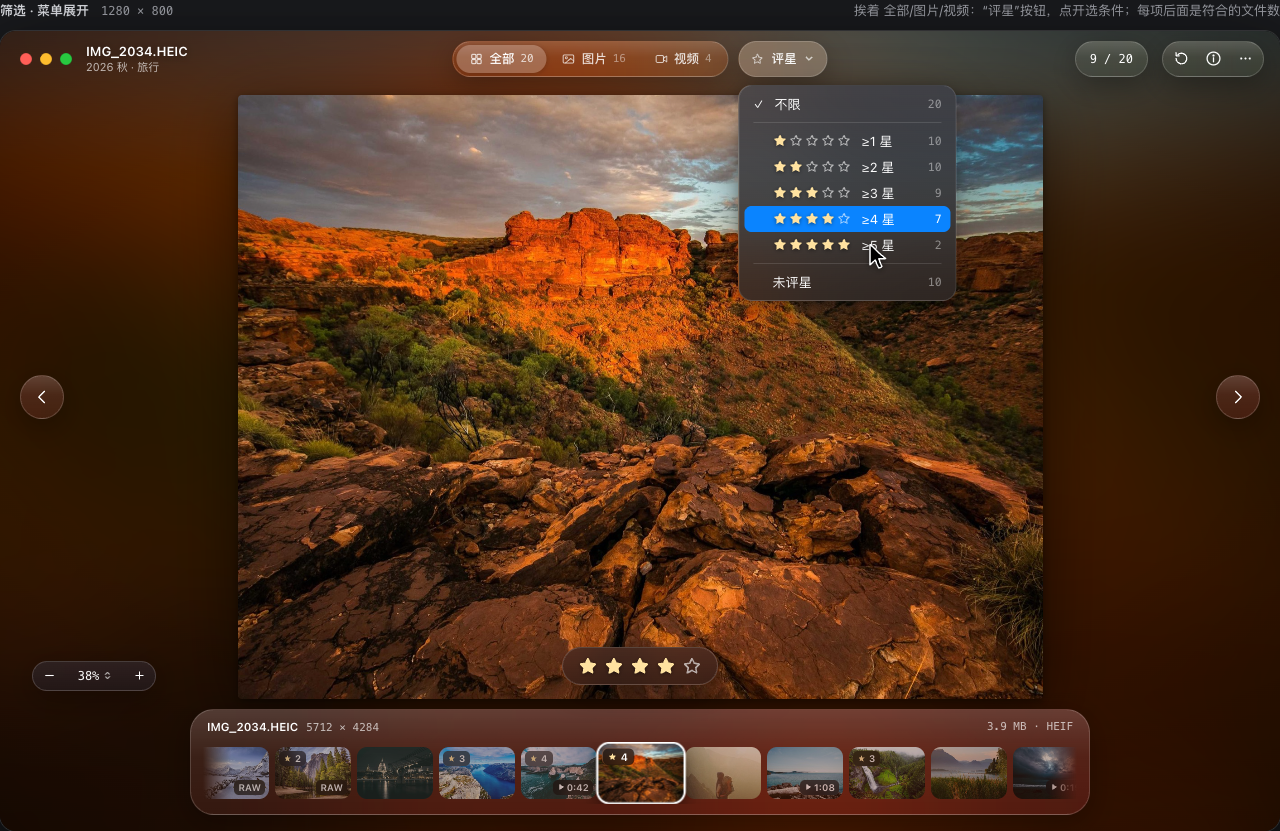 筛选 · 菜单展开 1280 × 800
挨着 全部/图片/视频："评星"按钮，点开选条件；每项后面是符合的文件数
IMG_2034.HEIC
2026 秋 · 旅行
全部 20 图片 16 视频 4 评星
9 / 20
✓ 不限 20
≥1 星 10
≥2 星 10
≥3 星 9
≥4 星 7
星 2
未评星 10
38%
IMG_2034.HEIC 5712 × 4284
3.9 MB · HEIF
RAW
2 RAW
3
4 0:42
4
1:08
3